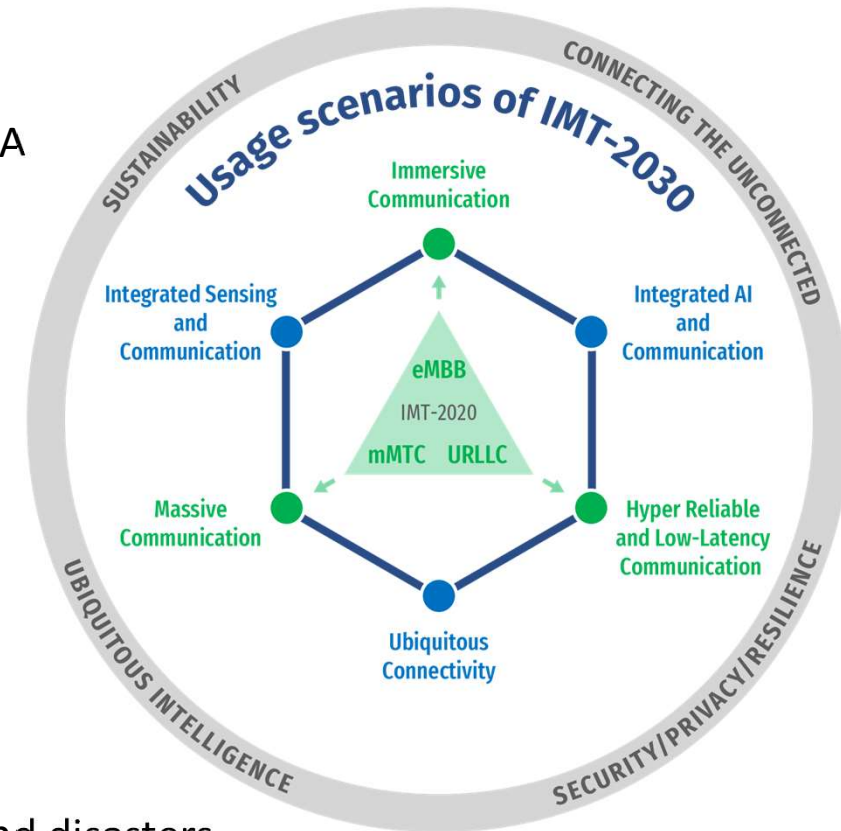 A
SUSTAINABILITY
CONNECTING THE UNCONNECTED
Usage scenarios of IMT-2030
Immersive
Communication
Integrated Sensing
and
Communication
Integrated AI
and
Communication
eMBB
IMT-2020
mMTC URLLC
Massive
Communication
Hyper Reliable
and Low-Latency
Communication
Ubiquitous
Connectivity
UBIQUITOUS INTELLIGENCE
SECURITY/PRIVACY/RESILIENCE
nd disasters